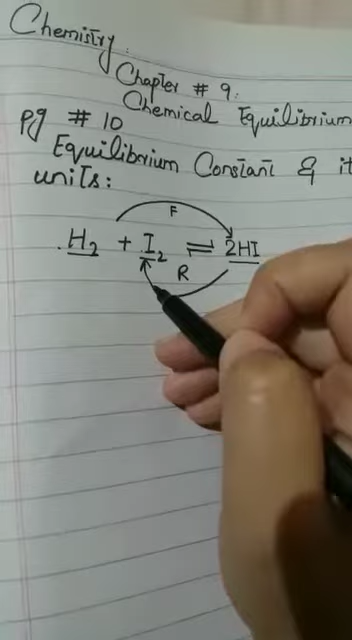 Chemistry.
Chapter # 9.
Chemical Equilibrium
pg # 10
Equilibrium Constant & it
units:
F
H₂ + I₂ ⇌ 2HI
R